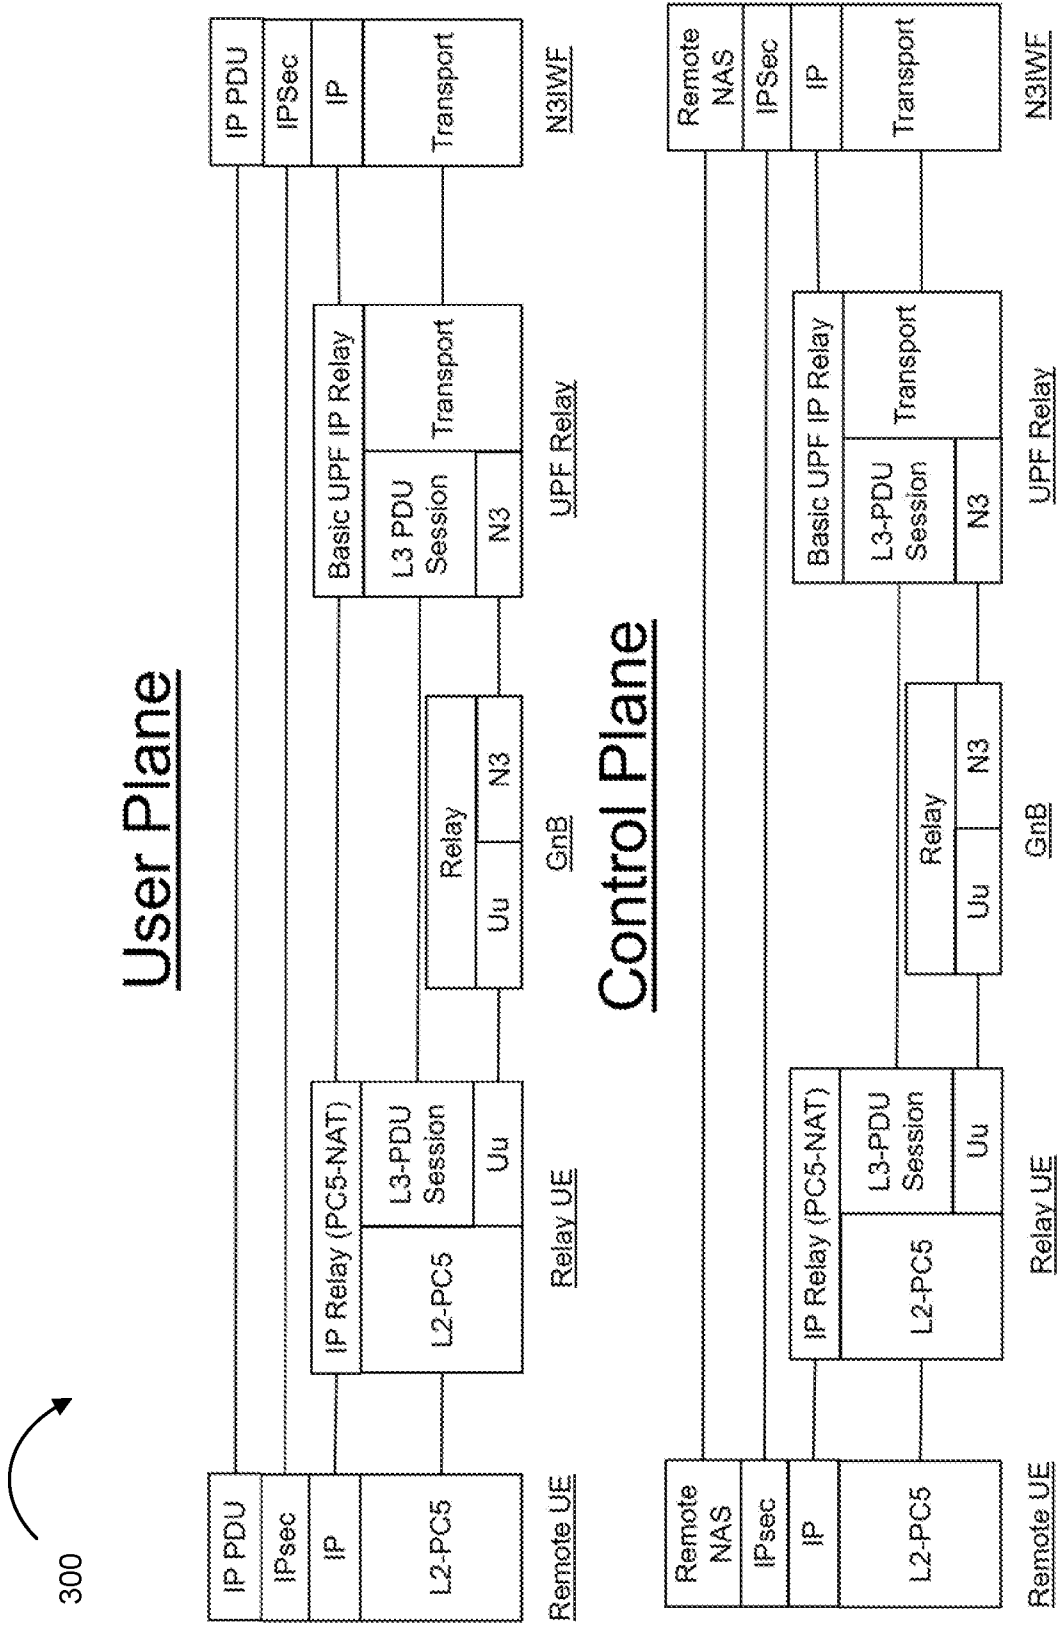 300
User Plane
IP PDU
IPsec
IP
L2-PC5
Remote UE
IP Relay (PC5-NAT)
L2-PC5
L3-PDU
Session
Uu
Relay UE
Relay
Uu
N3
GnB
Basic UPF IP Relay
L3 PDU
Session
N3
Transport
UPF Relay
IP PDU
IPSec
IP
Transport
N3IWF
Control Plane
Remote
NAS
IPsec
IP
L2-PC5
Remote UE
IP Relay (PC5-NAT)
L2-PC5
L3-PDU
Session
Uu
Relay UE
Relay
Uu
N3
GnB
Basic UPF IP Relay
L3-PDU
Session
N3
Transport
UPF Relay
Remote
NAS
IPSec
IP
Transport
N3IWF